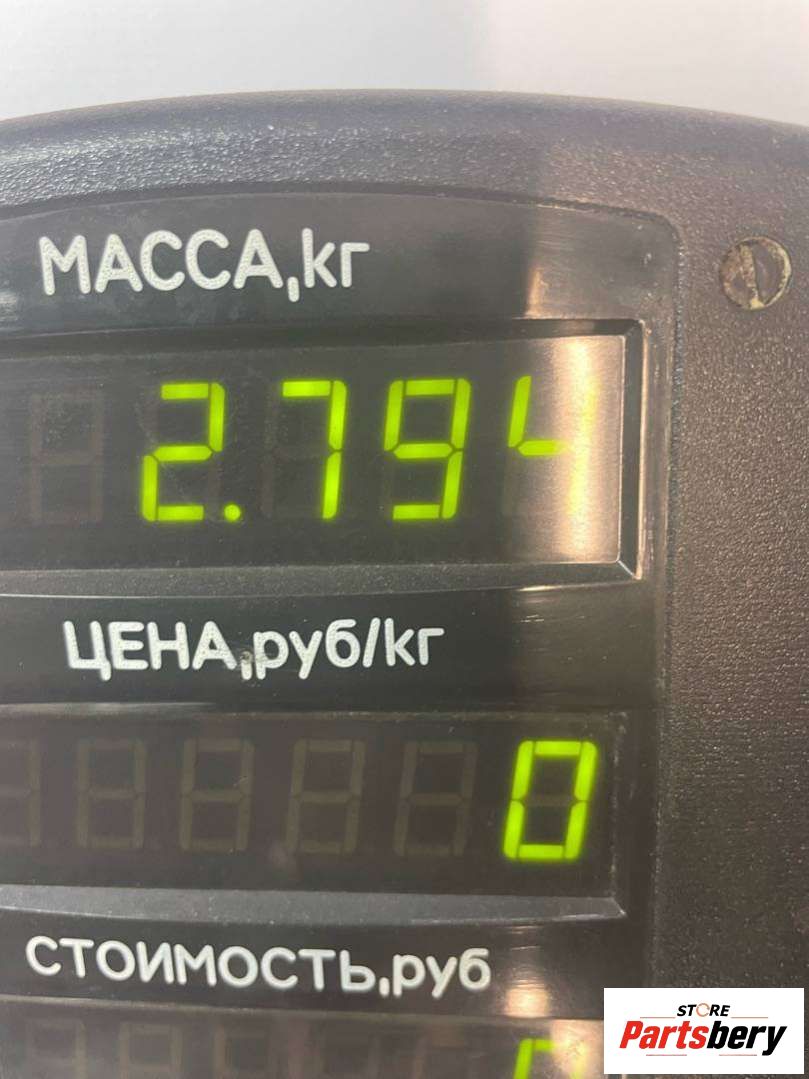 МАССА,кг
2.794
ЦЕНА,руб/кг
0
СТОИМОСТЬ,руб
STORE
Partsbery